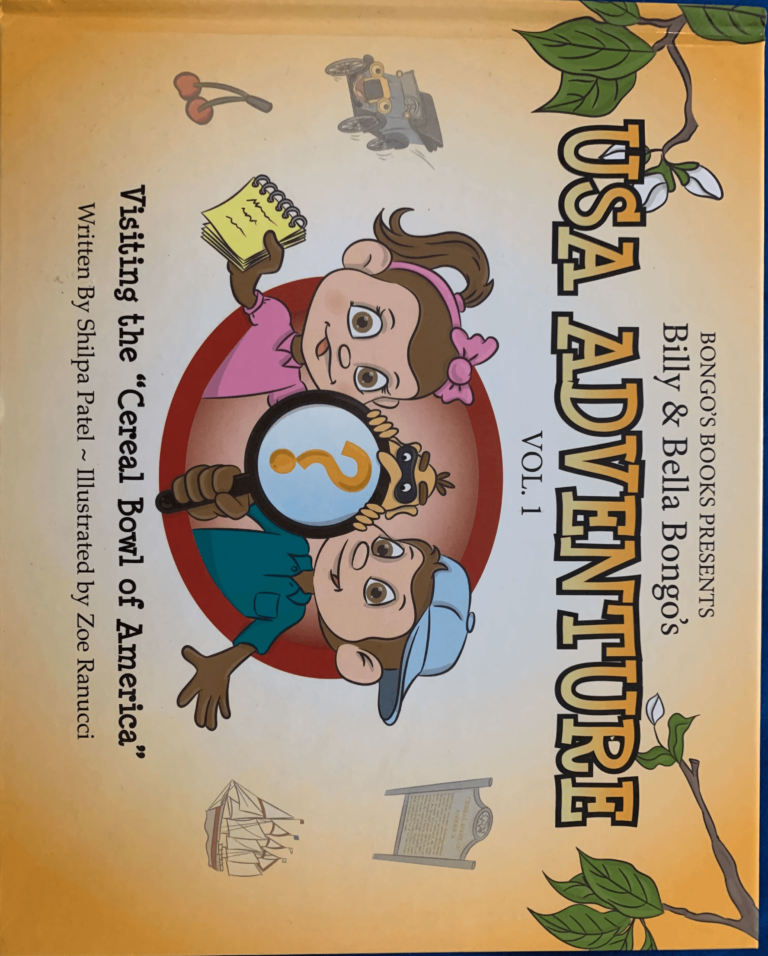 BONGO'S BOOKS PRESENTS
Billy & Bella Bongo's
USA ADVENTURE
VOL. 1
?
Visiting the "Cereal Bowl of America"
Written By Shilpa Patel ~ Illustrated by Zoe Ranucci